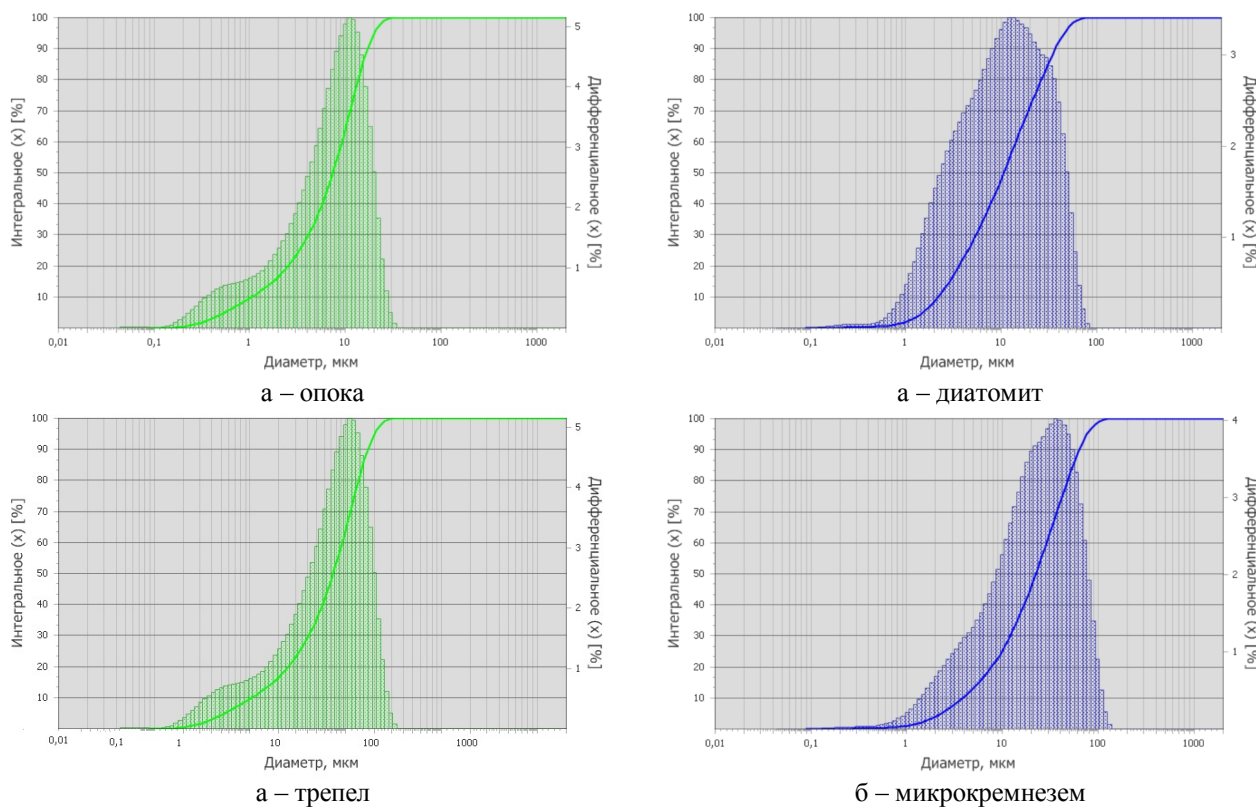 Интегральное (x) [%]
100
90
80
70
60
50
40
30
20
10
0,01 0,1 1 10 100 1000
Диаметр, мкм
5
4
3
2
1
Дифференциальное (x) [%]
а – опока
Интегральное (x) [%]
100
90
80
70
60
50
40
30
20
10
0,01 0,1 1 10 100 1000
Диаметр, мкм
3
2
1
Дифференциальное (x) [%]
а – диатомит
Интегральное (x) [%]
100
90
80
70
60
50
40
30
20
10
0,01 0,1 1 10 100 1000
Диаметр, мкм
5
4
3
2
1
Дифференциальное (x) [%]
а – трепел
Интегральное (x) [%]
100
90
80
70
60
50
40
30
20
10
0,01 0,1 1 10 100 1000
Диаметр, мкм
4
3
2
1
Дифференциальное (x) [%]
б – микрокремнезем